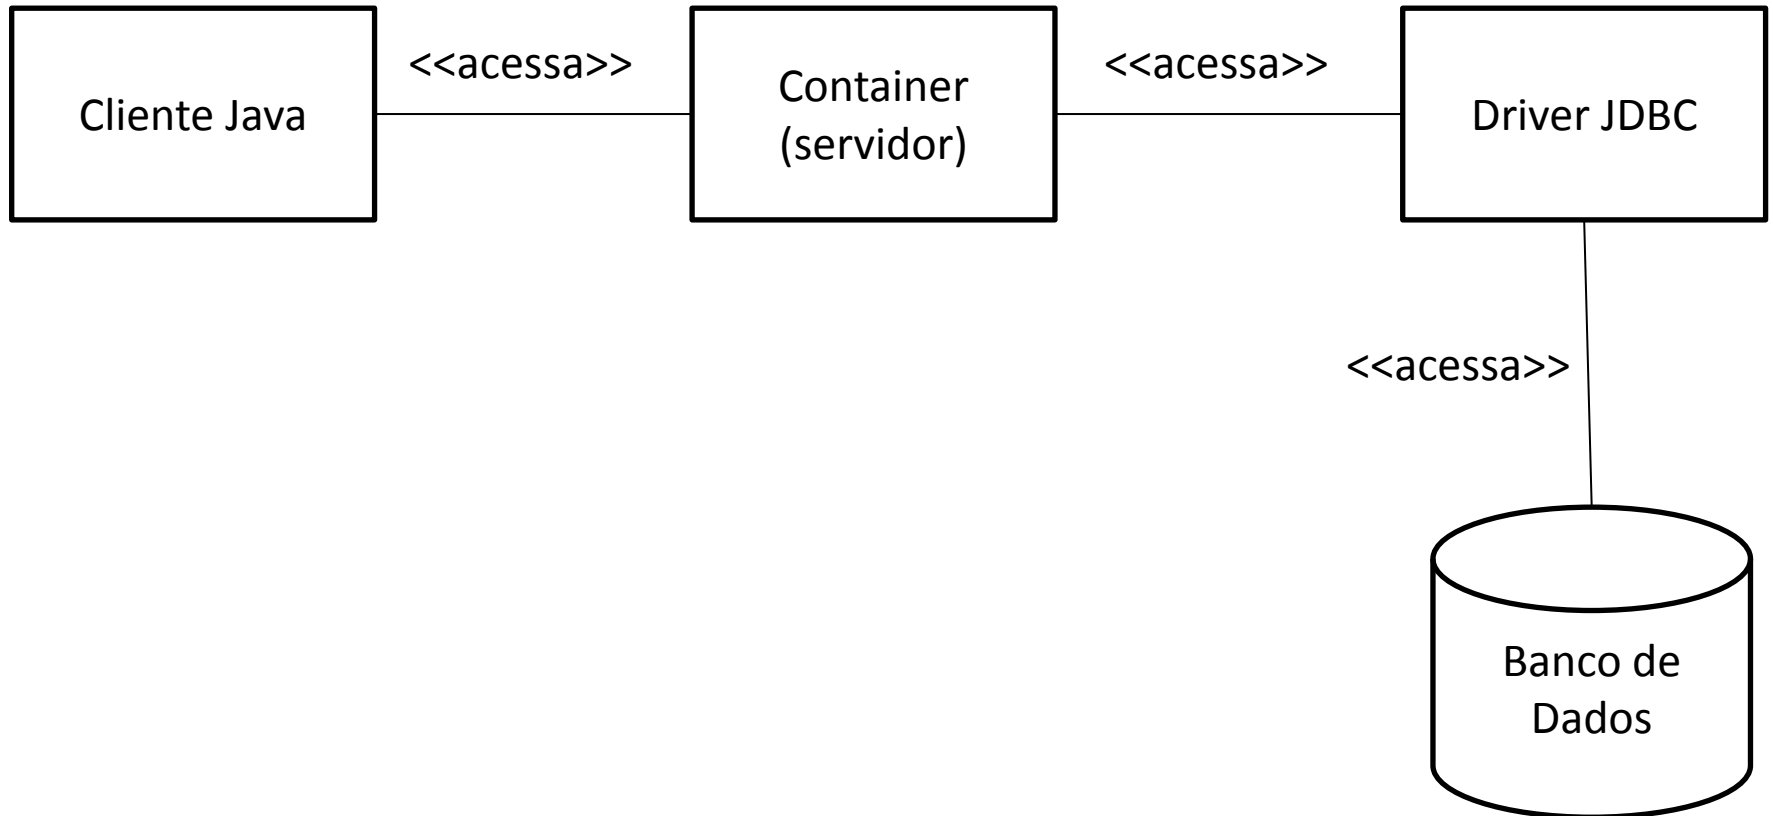 <<acessa>>
<<acessa>>
Cliente Java
Container
(servidor)
Driver JDBC
<<acessa>>
Banco de
Dados